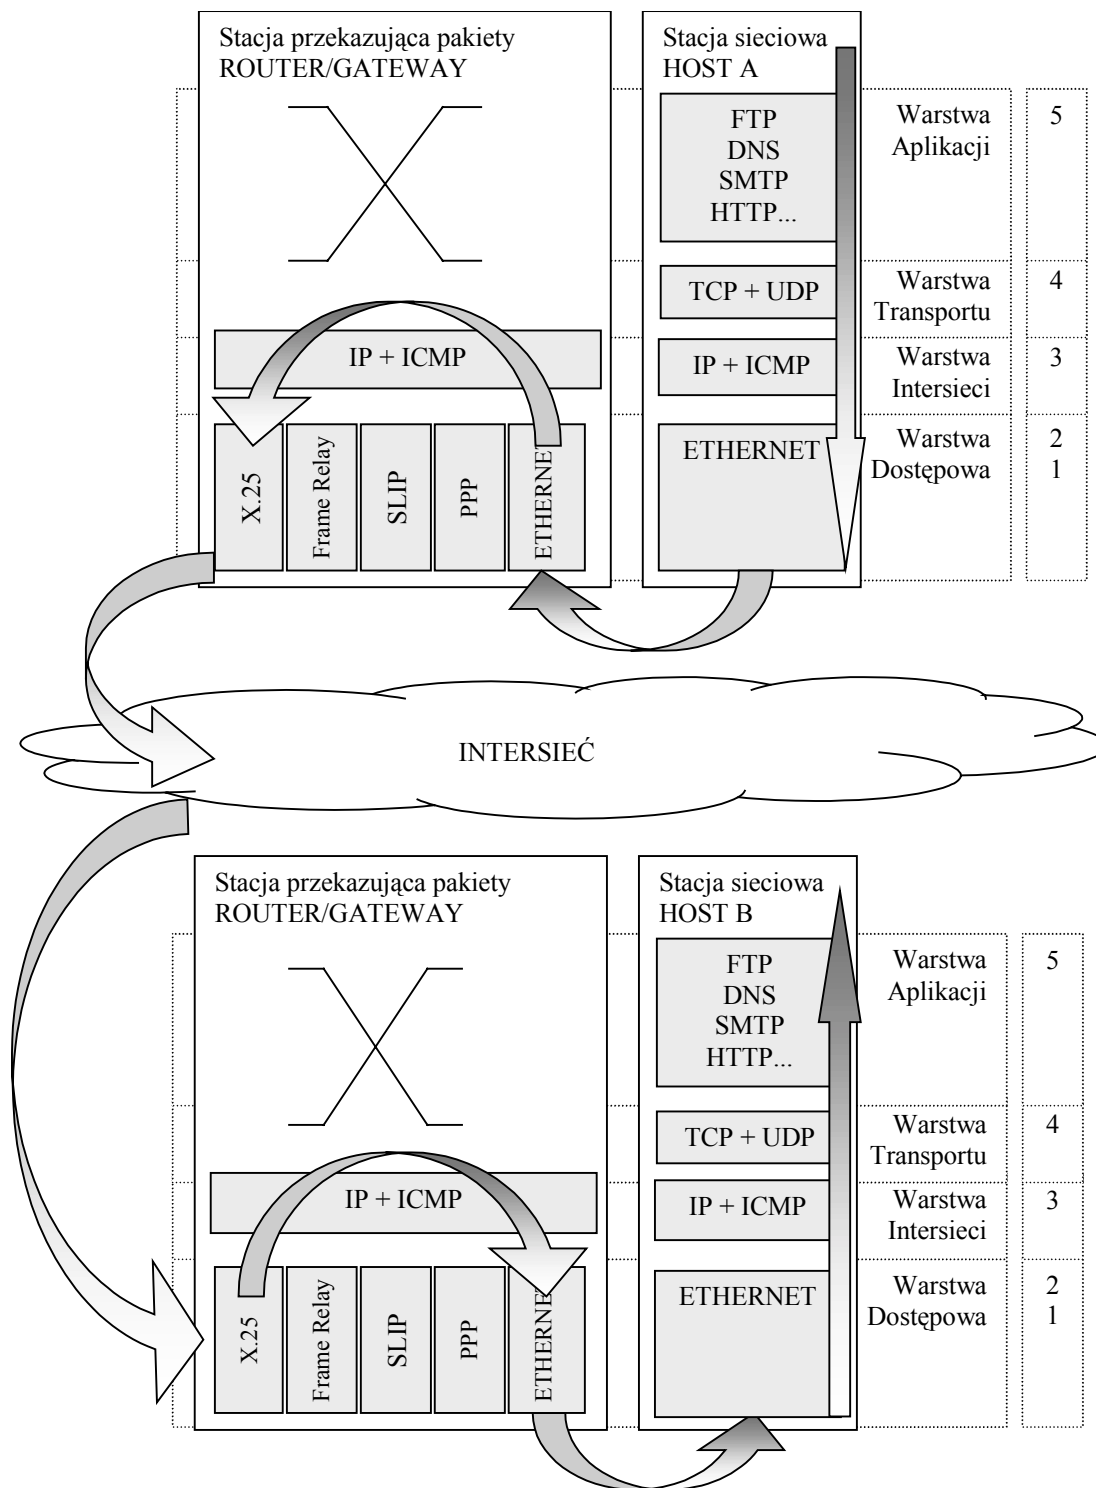 Stacja przekazująca pakiety
ROUTER/GATEWAY
Stacja sieciowa
HOST A
FTP
DNS
SMTP
HTTP...
Warstwa
Aplikacji
5
TCP + UDP
Warstwa
Transportu
4
IP + ICMP
IP + ICMP
Warstwa
Intersieci
3
X.25
Frame Relay
SLIP
PPP
ETHERNET
ETHERNET
Warstwa
Dostępowa
2
1
INTERSIEĆ
Stacja przekazująca pakiety
ROUTER/GATEWAY
Stacja sieciowa
HOST B
FTP
DNS
SMTP
HTTP...
Warstwa
Aplikacji
5
TCP + UDP
Warstwa
Transportu
4
IP + ICMP
IP + ICMP
Warstwa
Intersieci
3
X.25
Frame Relay
SLIP
PPP
ETHERNET
ETHERNET
Warstwa
Dostępowa
2
1